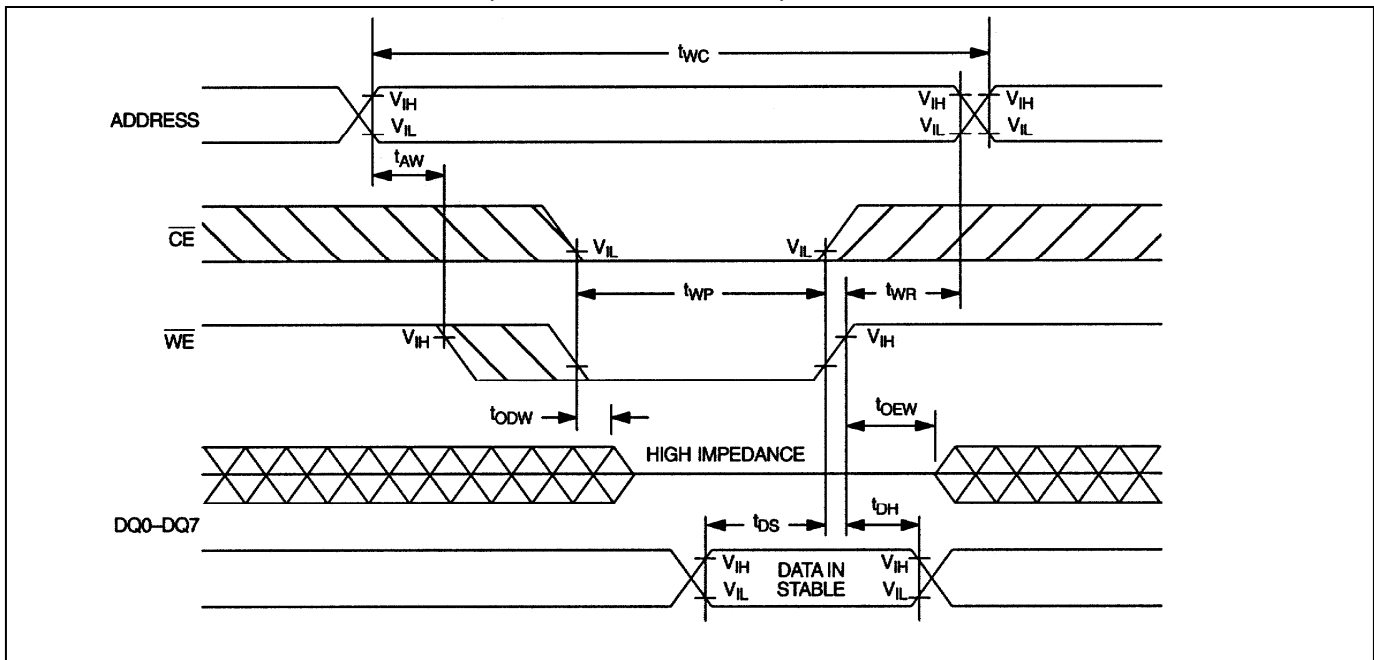 tWC
ADDRESS
VIH
VIL
VIH
VIL
VIH
VIL
tAW
CE
VIL
VIL
tWP
tWR
WE
VIH
VIH
tODW
tOEW
HIGH IMPEDANCE
DQ0–DQ7
tDS
tDH
VIH
VIL
DATA IN
STABLE
VIH
VIL